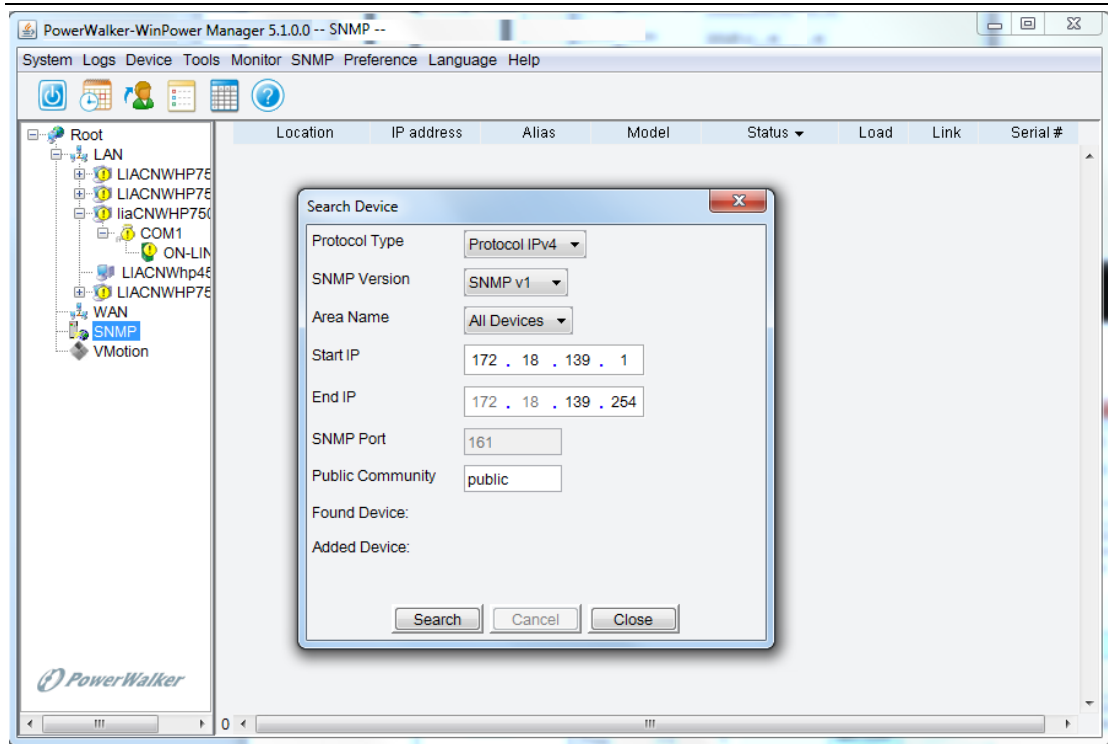 PowerWalker-WinPower Manager 5.1.0.0 -- SNMP --
System Logs Device Tools Monitor SNMP Preference Language Help
Location IP address Alias Model Status Load Link Serial #
Root
LAN
LIACNWHP75
LIACNWHP75
liaCNWHP750
COM1
ON-LIN
LIACNWhp45
LIACNWHP75
WAN
SNMP
VMotion
Search Device
Protocol Type Protocol IPv4
SNMP Version SNMP v1
Area Name All Devices
Start IP 172 . 18 . 139 . 1
End IP 172 . 18 . 139 . 254
SNMP Port 161
Public Community public
Found Device:
Added Device:
Search Cancel Close
PowerWalker
0